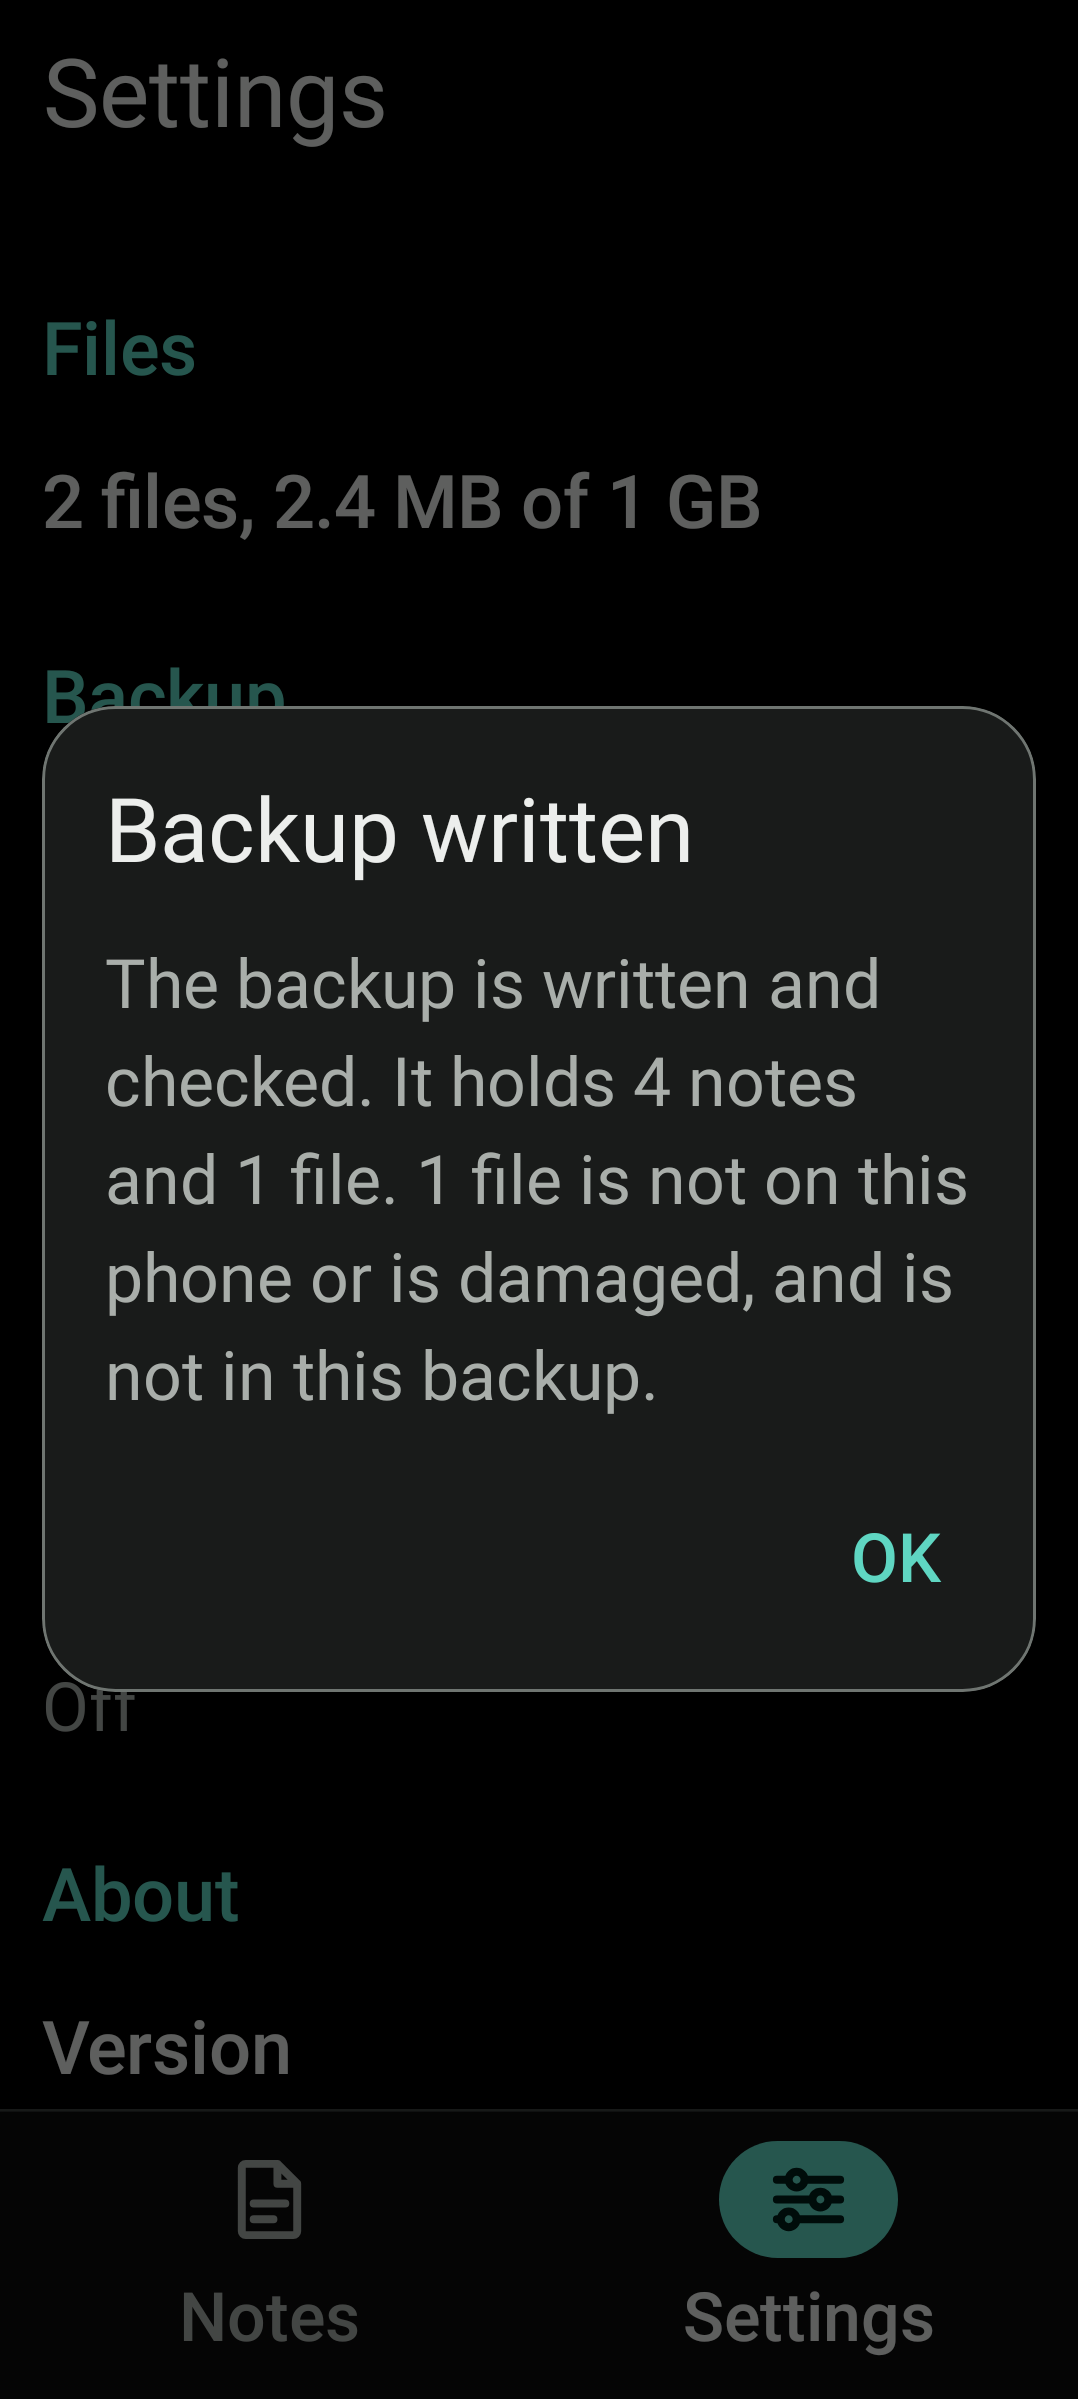 Settings
Files
2 files, 2.4 MB of 1 GB
Backup
Backup written
The backup is written and
checked. It holds 4 notes
and 1 file. 1 file is not on this
phone or is damaged, and is
not in this backup.
OK
Off
About
Version
Notes
Settings